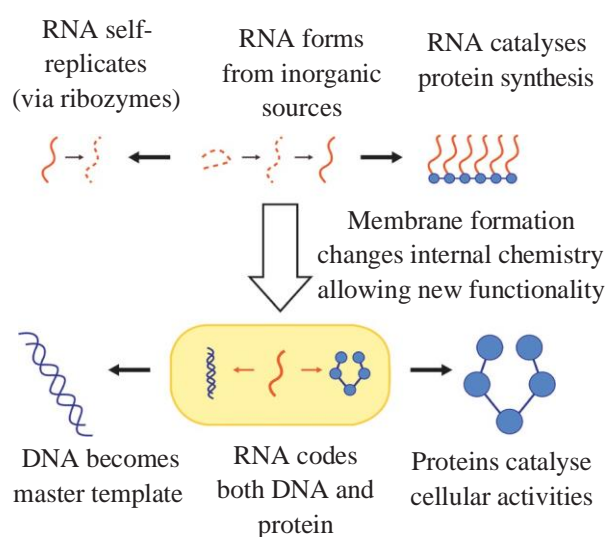 RNA self-
replicates
(via ribozymes)
RNA forms
from inorganic
sources
RNA catalyses
protein synthesis
Membrane formation
changes internal chemistry
allowing new functionality
DNA becomes
master template
RNA codes
both DNA and
protein
Proteins catalyse
cellular activities